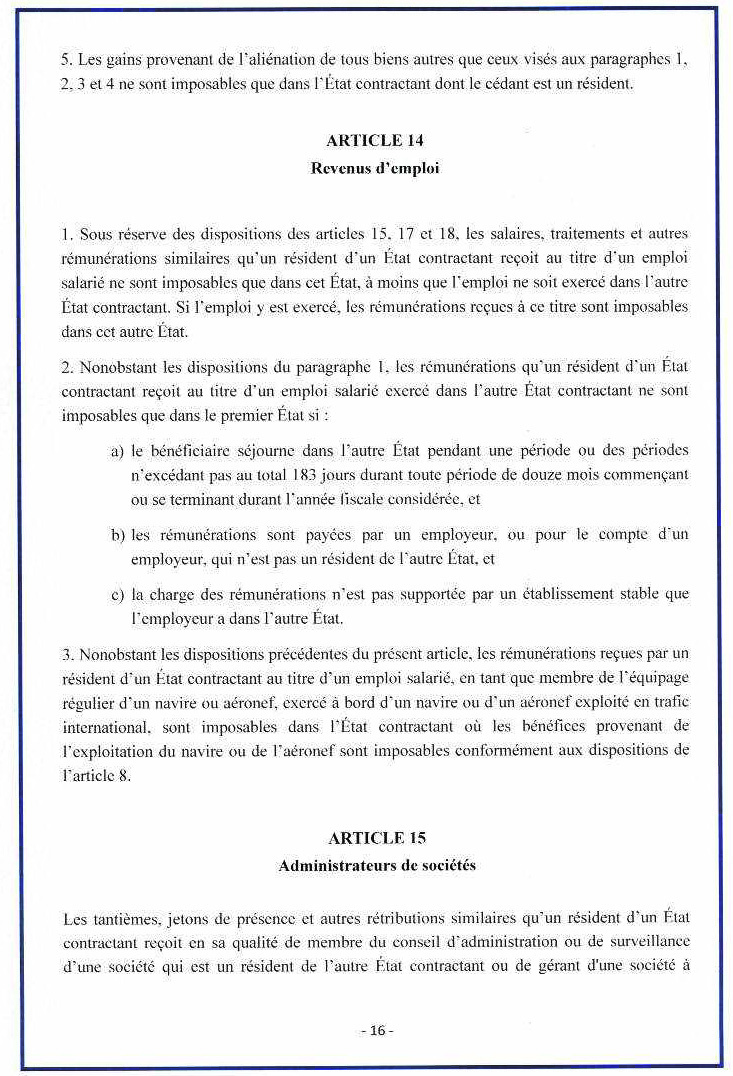 5. Les gains provenant de l'aliénation de tous biens autres que ceux visés aux paragraphes 1,
2, 3 et 4 ne sont imposables que dans l'État contractant dont le cédant est un résident.
ARTICLE 14
Revenus d'emploi
1. Sous réserve des dispositions des articles 15, 17 et 18, les salaires, traitements et autres
rémunérations similaires qu'un résident d'un État contractant reçoit au titre d'un emploi
salarié ne sont imposables que dans cet État, à moins que l'emploi ne soit exercé dans l'autre
État contractant. Si l'emploi y est exercé, les rémunérations reçues à ce titre sont imposables
dans cet autre État.
2. Nonobstant les dispositions du paragraphe 1, les rémunérations qu'un résident d'un État
contractant reçoit au titre d'un emploi salarié exercé dans l'autre État contractant ne sont
imposables que dans le premier État si :
a) le bénéficiaire séjourne dans l'autre État pendant une période ou des périodes
n'excédant pas au total 183 jours durant toute période de douze mois commençant
ou se terminant durant l'année fiscale considérée, et
b) les rémunérations sont payées par un employeur, ou pour le compte d'un
employeur, qui n'est pas un résident de l'autre État, et
c) la charge des rémunérations n'est pas supportée par un établissement stable que
l'employeur a dans l'autre État.
3. Nonobstant les dispositions précédentes du présent article, les rémunérations reçues par un
résident d'un État contractant au titre d'un emploi salarié, en tant que membre de l'équipage
régulier d'un navire ou aéronef, exercé à bord d'un navire ou d'un aéronef exploité en trafic
international, sont imposables dans l'État contractant où les bénéfices provenant de
l'exploitation du navire ou de l'aéronef sont imposables conformément aux dispositions de
l'article 8.
ARTICLE 15
Administrateurs de sociétés
Les tantièmes, jetons de présence et autres rétributions similaires qu'un résident d'un État
contractant reçoit en sa qualité de membre du conseil d'administration ou de surveillance
d'une société qui est un résident de l'autre État contractant ou de gérant d'une société à
- 16 -